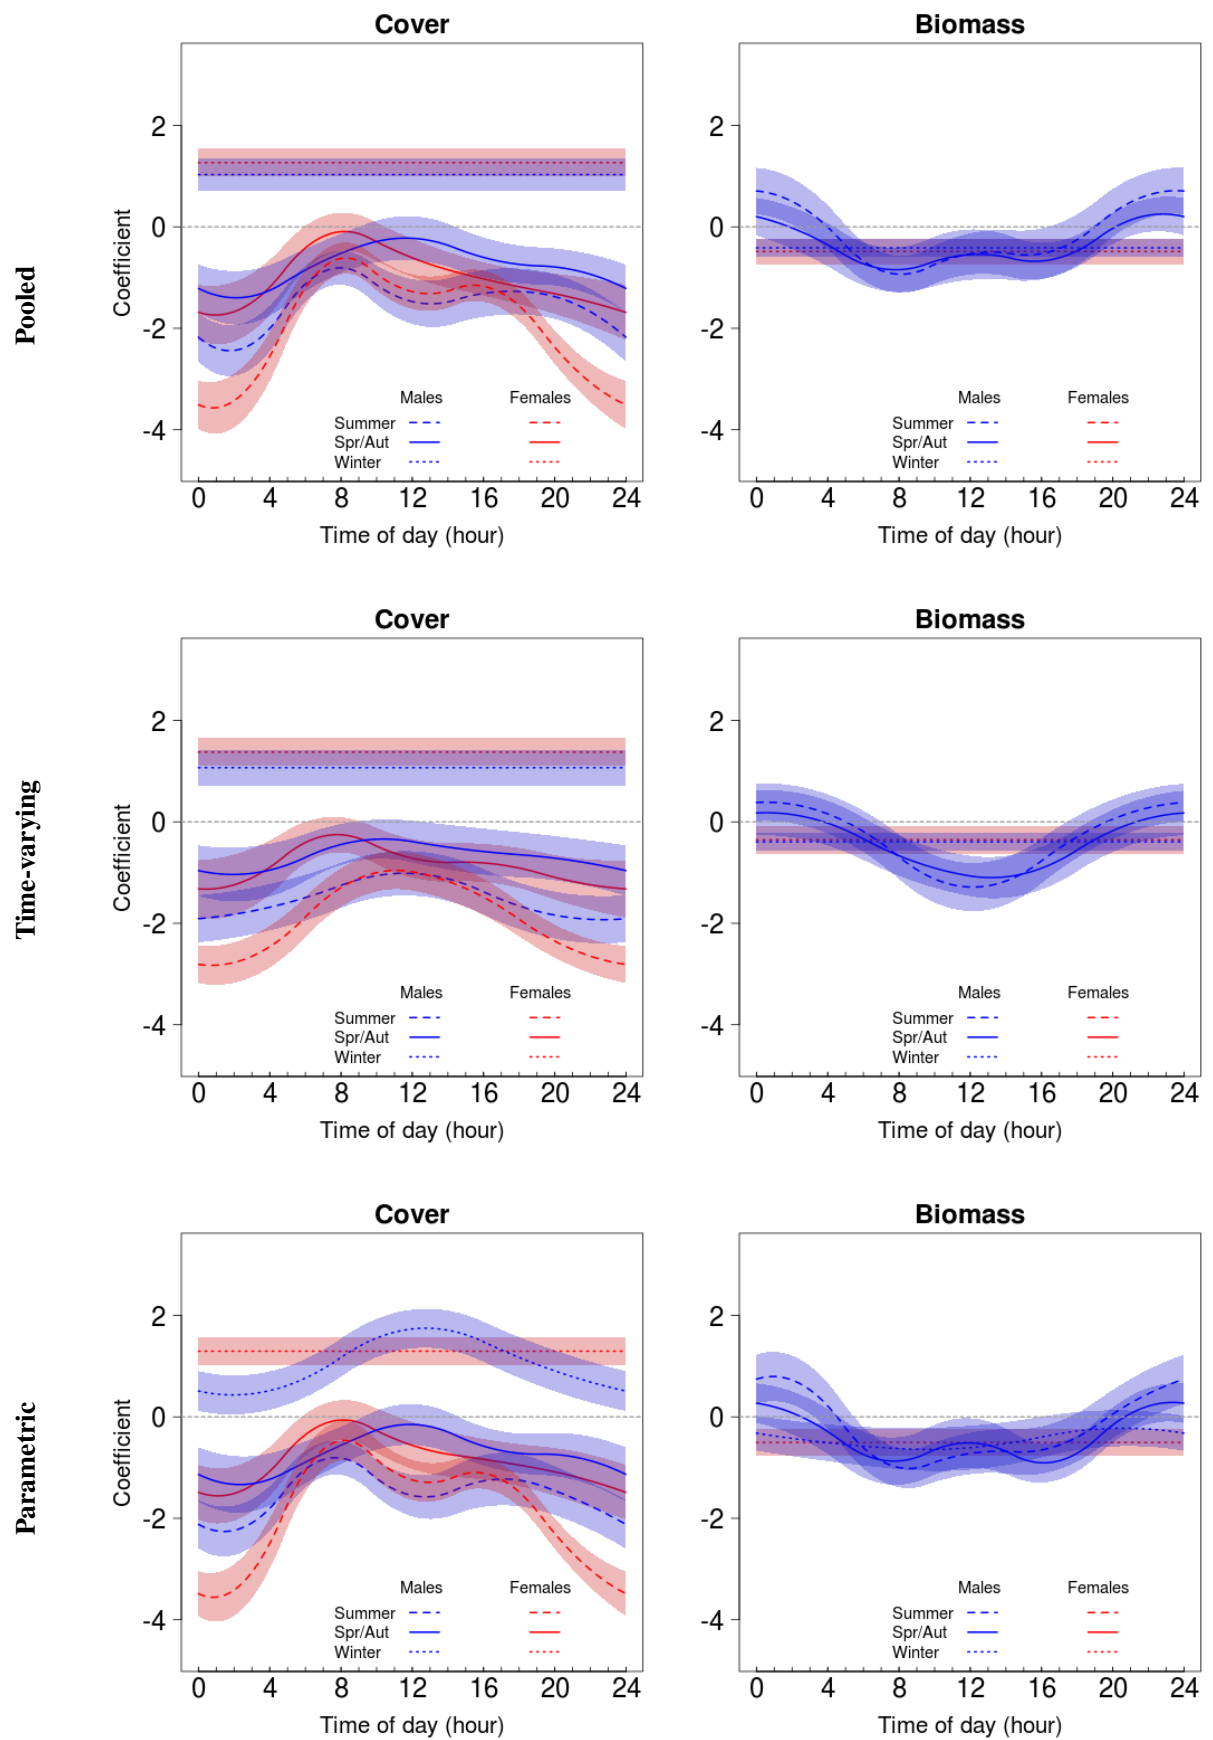 Cover
Biomass
Pooled
Coefficient
2
0
-2
-4
Males Females
Summer
Spr/Aut
Winter
0 4 8 12 16 20 24
Time of day (hour)
2
0
-2
-4
Males Females
Summer
Spr/Aut
Winter
0 4 8 12 16 20 24
Time of day (hour)
Cover
Biomass
Time-varying
Coefficient
2
0
-2
-4
Males Females
Summer
Spr/Aut
Winter
0 4 8 12 16 20 24
Time of day (hour)
2
0
-2
-4
Males Females
Summer
Spr/Aut
Winter
0 4 8 12 16 20 24
Time of day (hour)
Cover
Biomass
Parametric
Coefficient
2
0
-2
-4
Males Females
Summer
Spr/Aut
Winter
0 4 8 12 16 20 24
Time of day (hour)
2
0
-2
-4
Males Females
Summer
Spr/Aut
Winter
0 4 8 12 16 20 24
Time of day (hour)